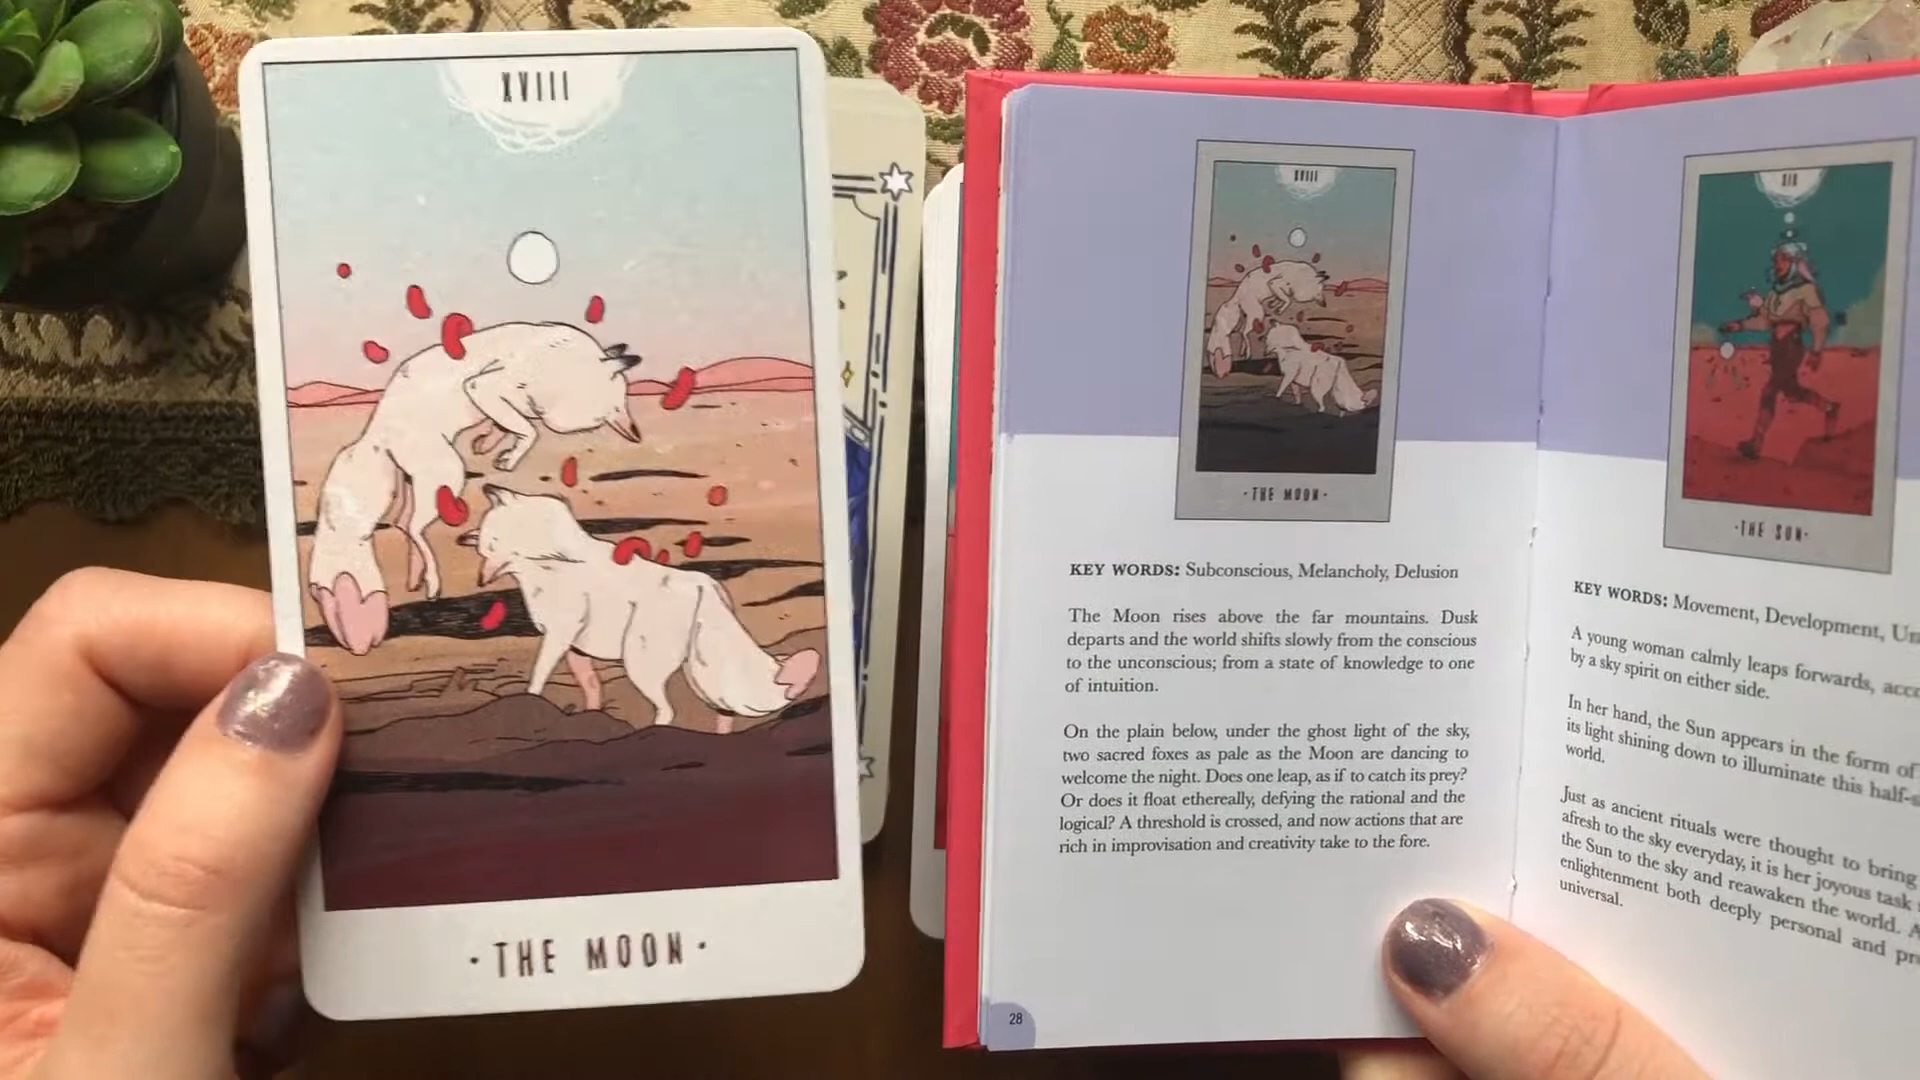 XVIII
·THE MOON·
XVIII
·THE MOON·
KEY WORDS: Subconscious, Melancholy, Delusion
The Moon rises above the far mountains. Dusk
departs and the world shifts slowly from the conscious
to the unconscious; from a state of knowledge to one
of intuition.
On the plain below, under the ghost light of the sky,
two sacred foxes as pale as the Moon are dancing to
welcome the night. Does one leap, as if to catch its prey?
Or does it float ethereally, defying the rational and the
logical? A threshold is crossed, and now actions that are
rich in improvisation and creativity take to the fore.
28
XIX
·THE SUN·
KEY WORDS: Movement, Development,
A young woman calmly leaps forwards,
by a sky spirit on either side.
In her hand, the Sun appears in the form of
its light shining down to illuminate this
world.
Just as ancient rituals were thought to bring
afresh to the sky everyday, it is her joyous task
the Sun to the sky and reawaken the world.
enlightenment both deeply personal and
universal.